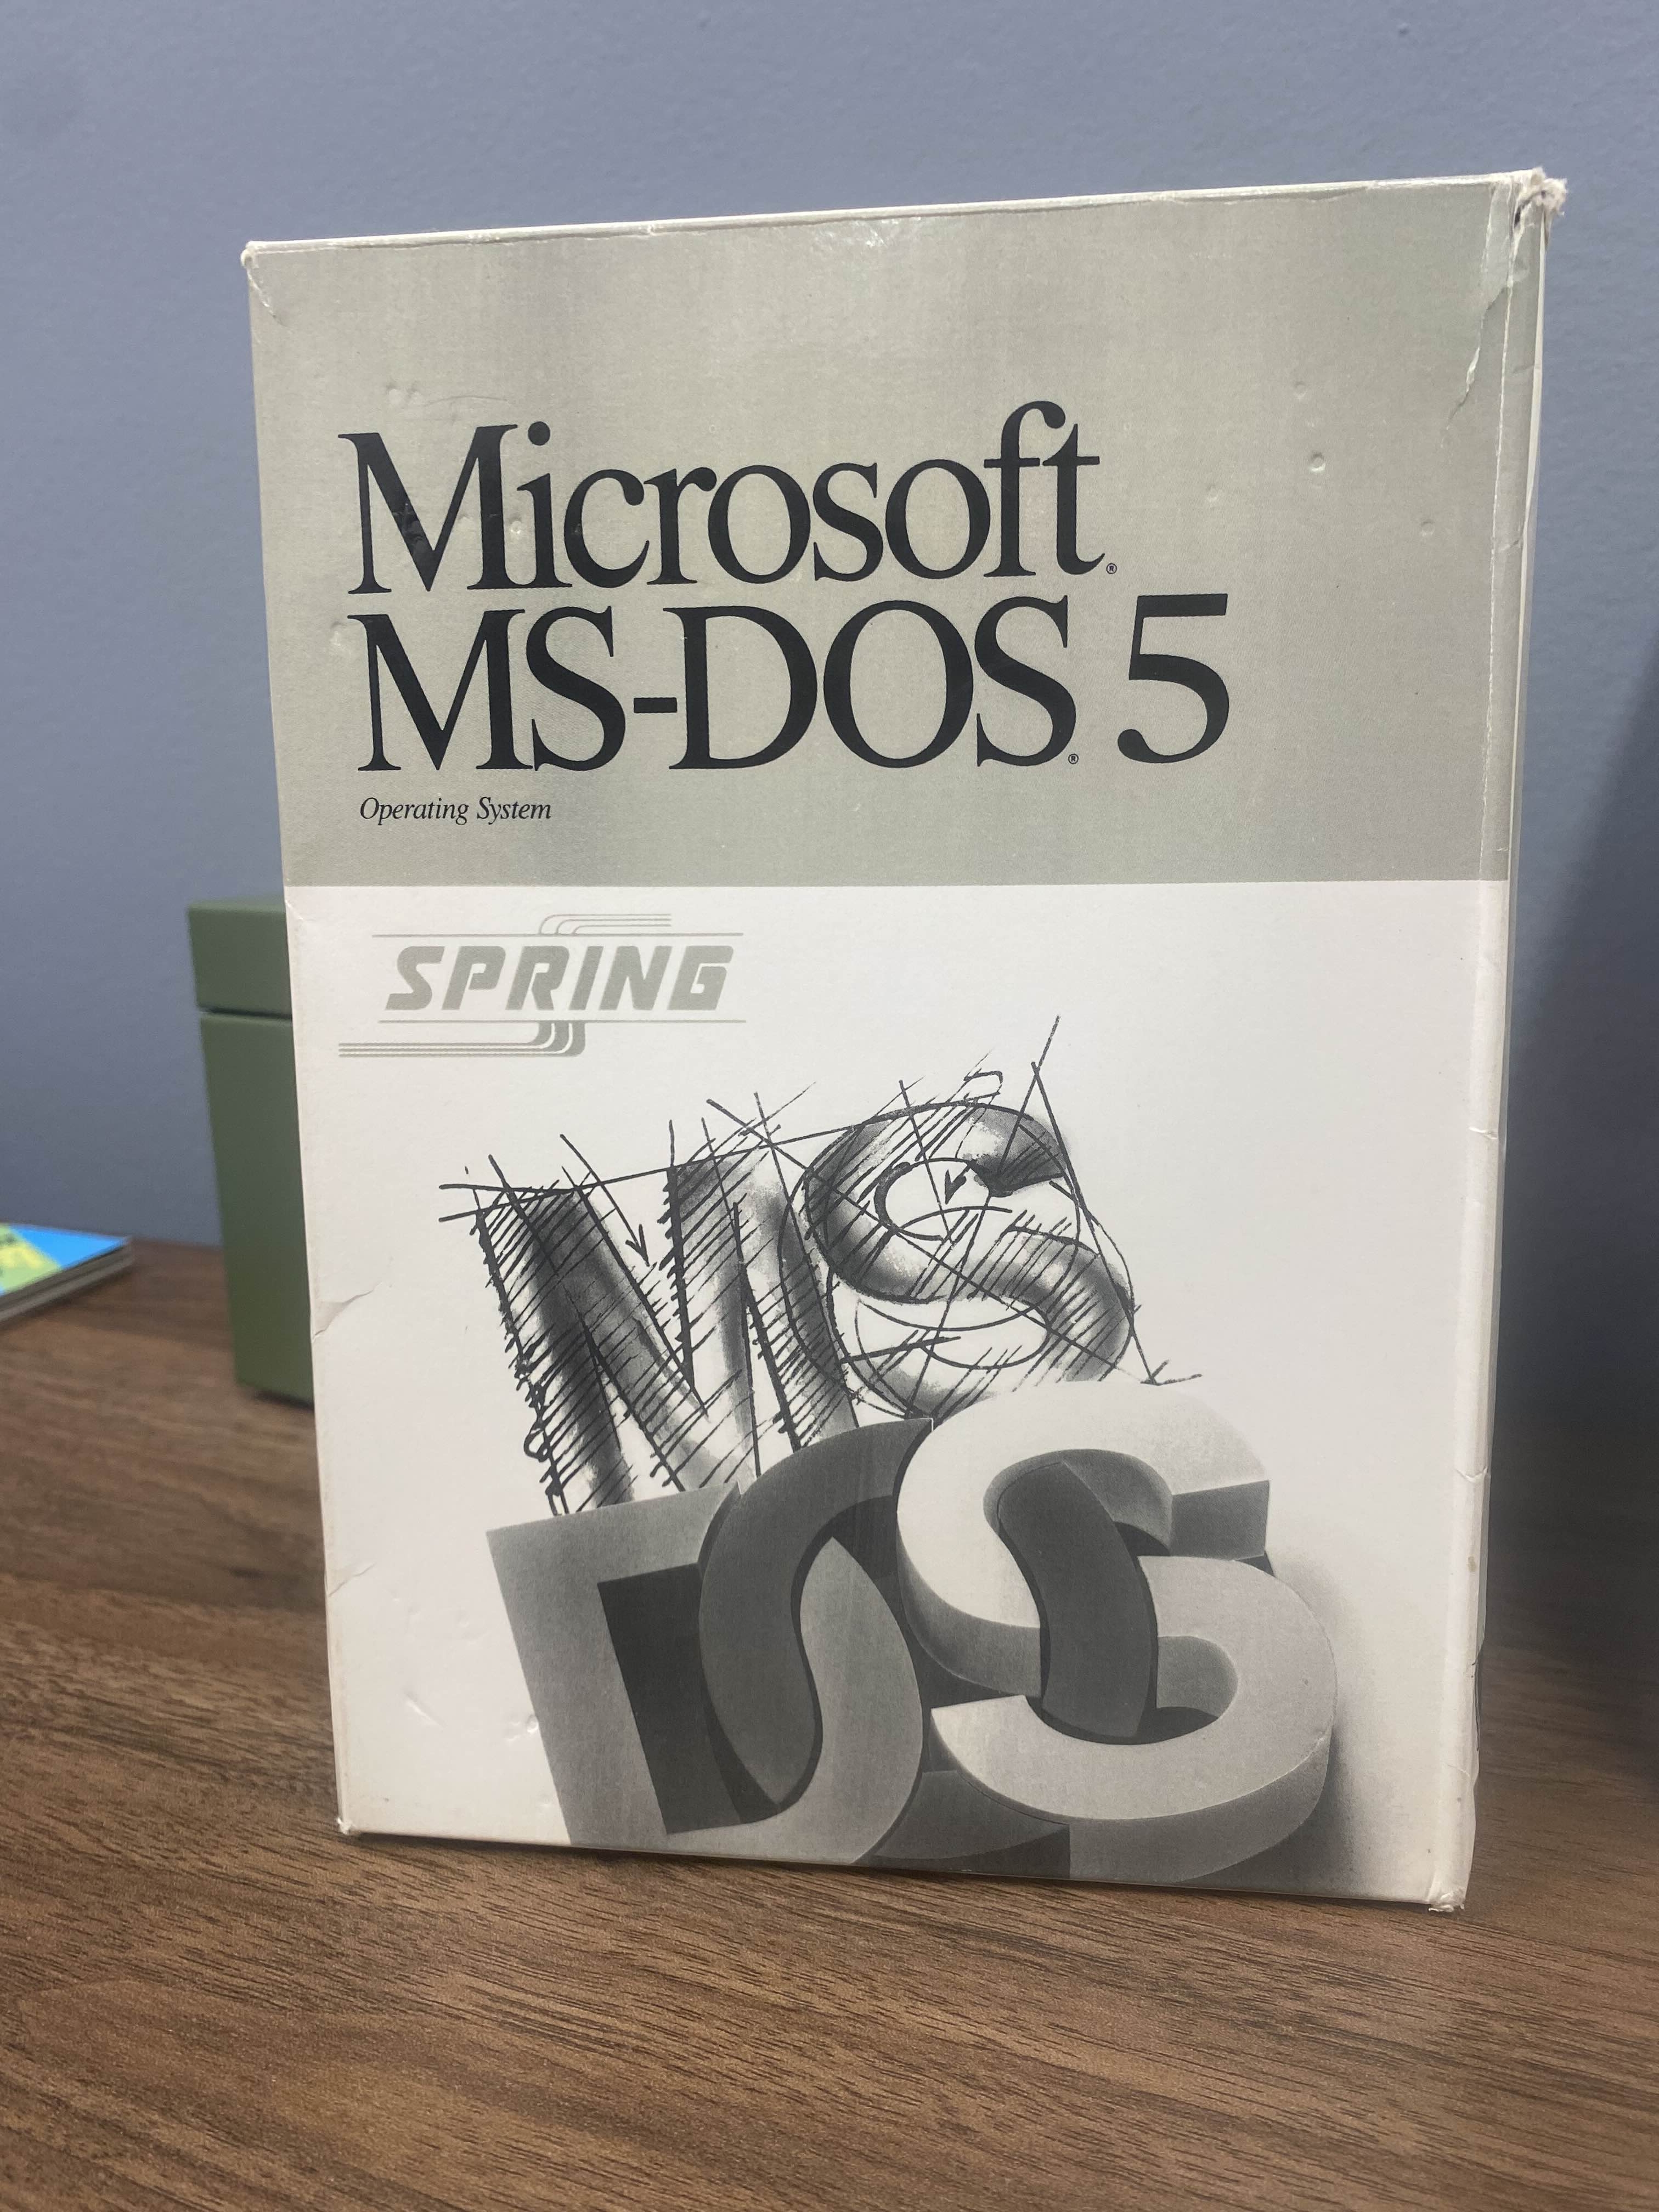 Microsoft®
MS-DOS® 5
Operating System
SPRING
MS
DOS